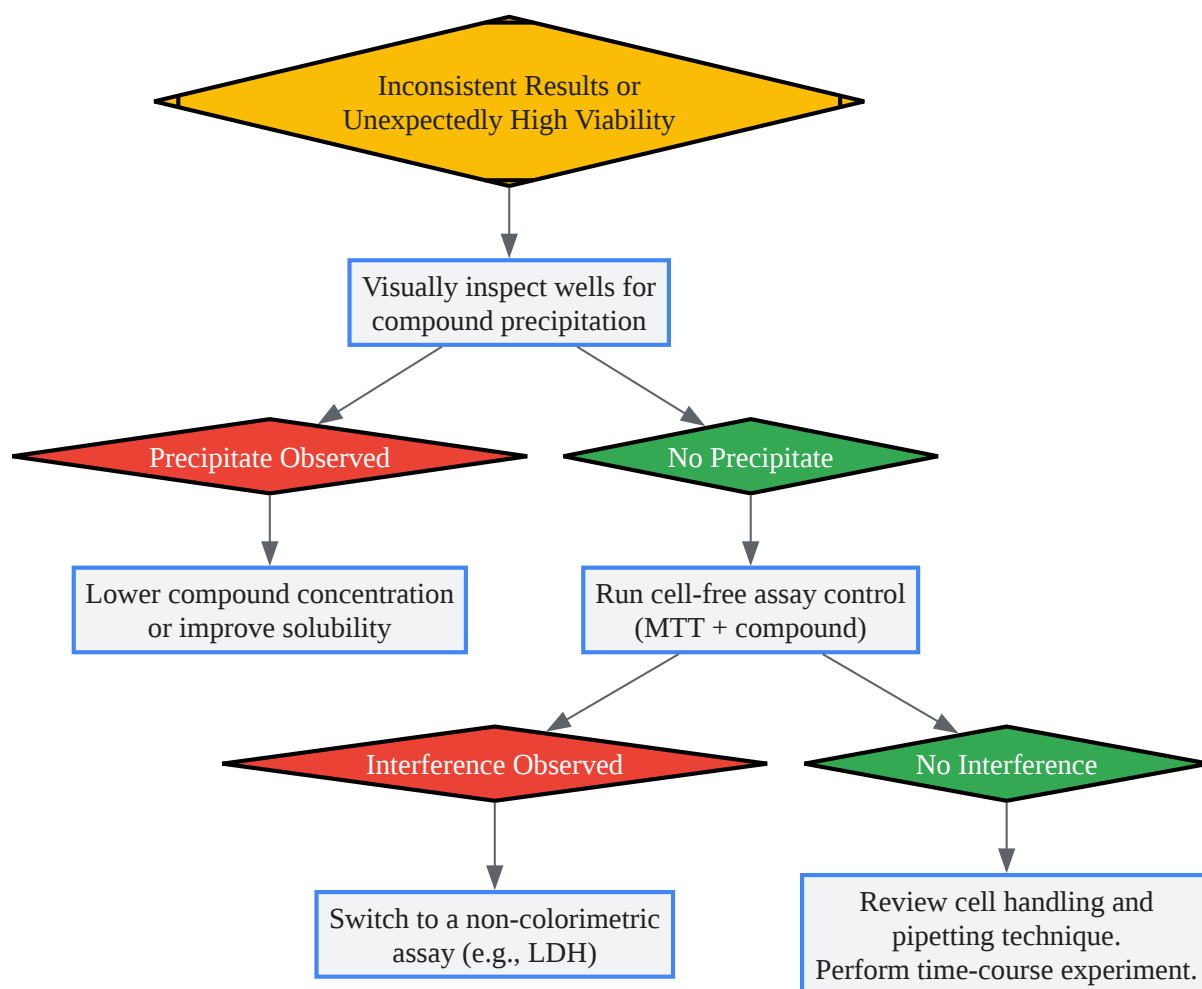 Inconsistent Results or
Unexpectedly High Viability
Visually inspect wells for
compound precipitation
Precipitate Observed
No Precipitate
Lower compound concentration
or improve solubility
Run cell-free assay control
(MTT + compound)
Interference Observed
No Interference
Switch to a non-colorimetric
assay (e.g., LDH)
Review cell handling and
pipetting technique.
Perform time-course experiment.